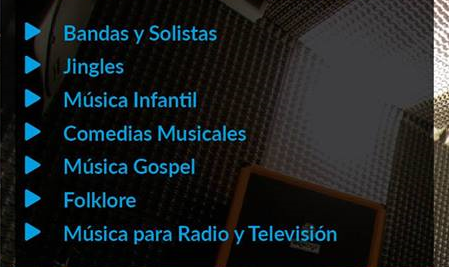 Bandas y Solistas
Jingles
Música Infantil
Comedias Musicales
Música Gospel
Folklore
Música para Radio y Televisión